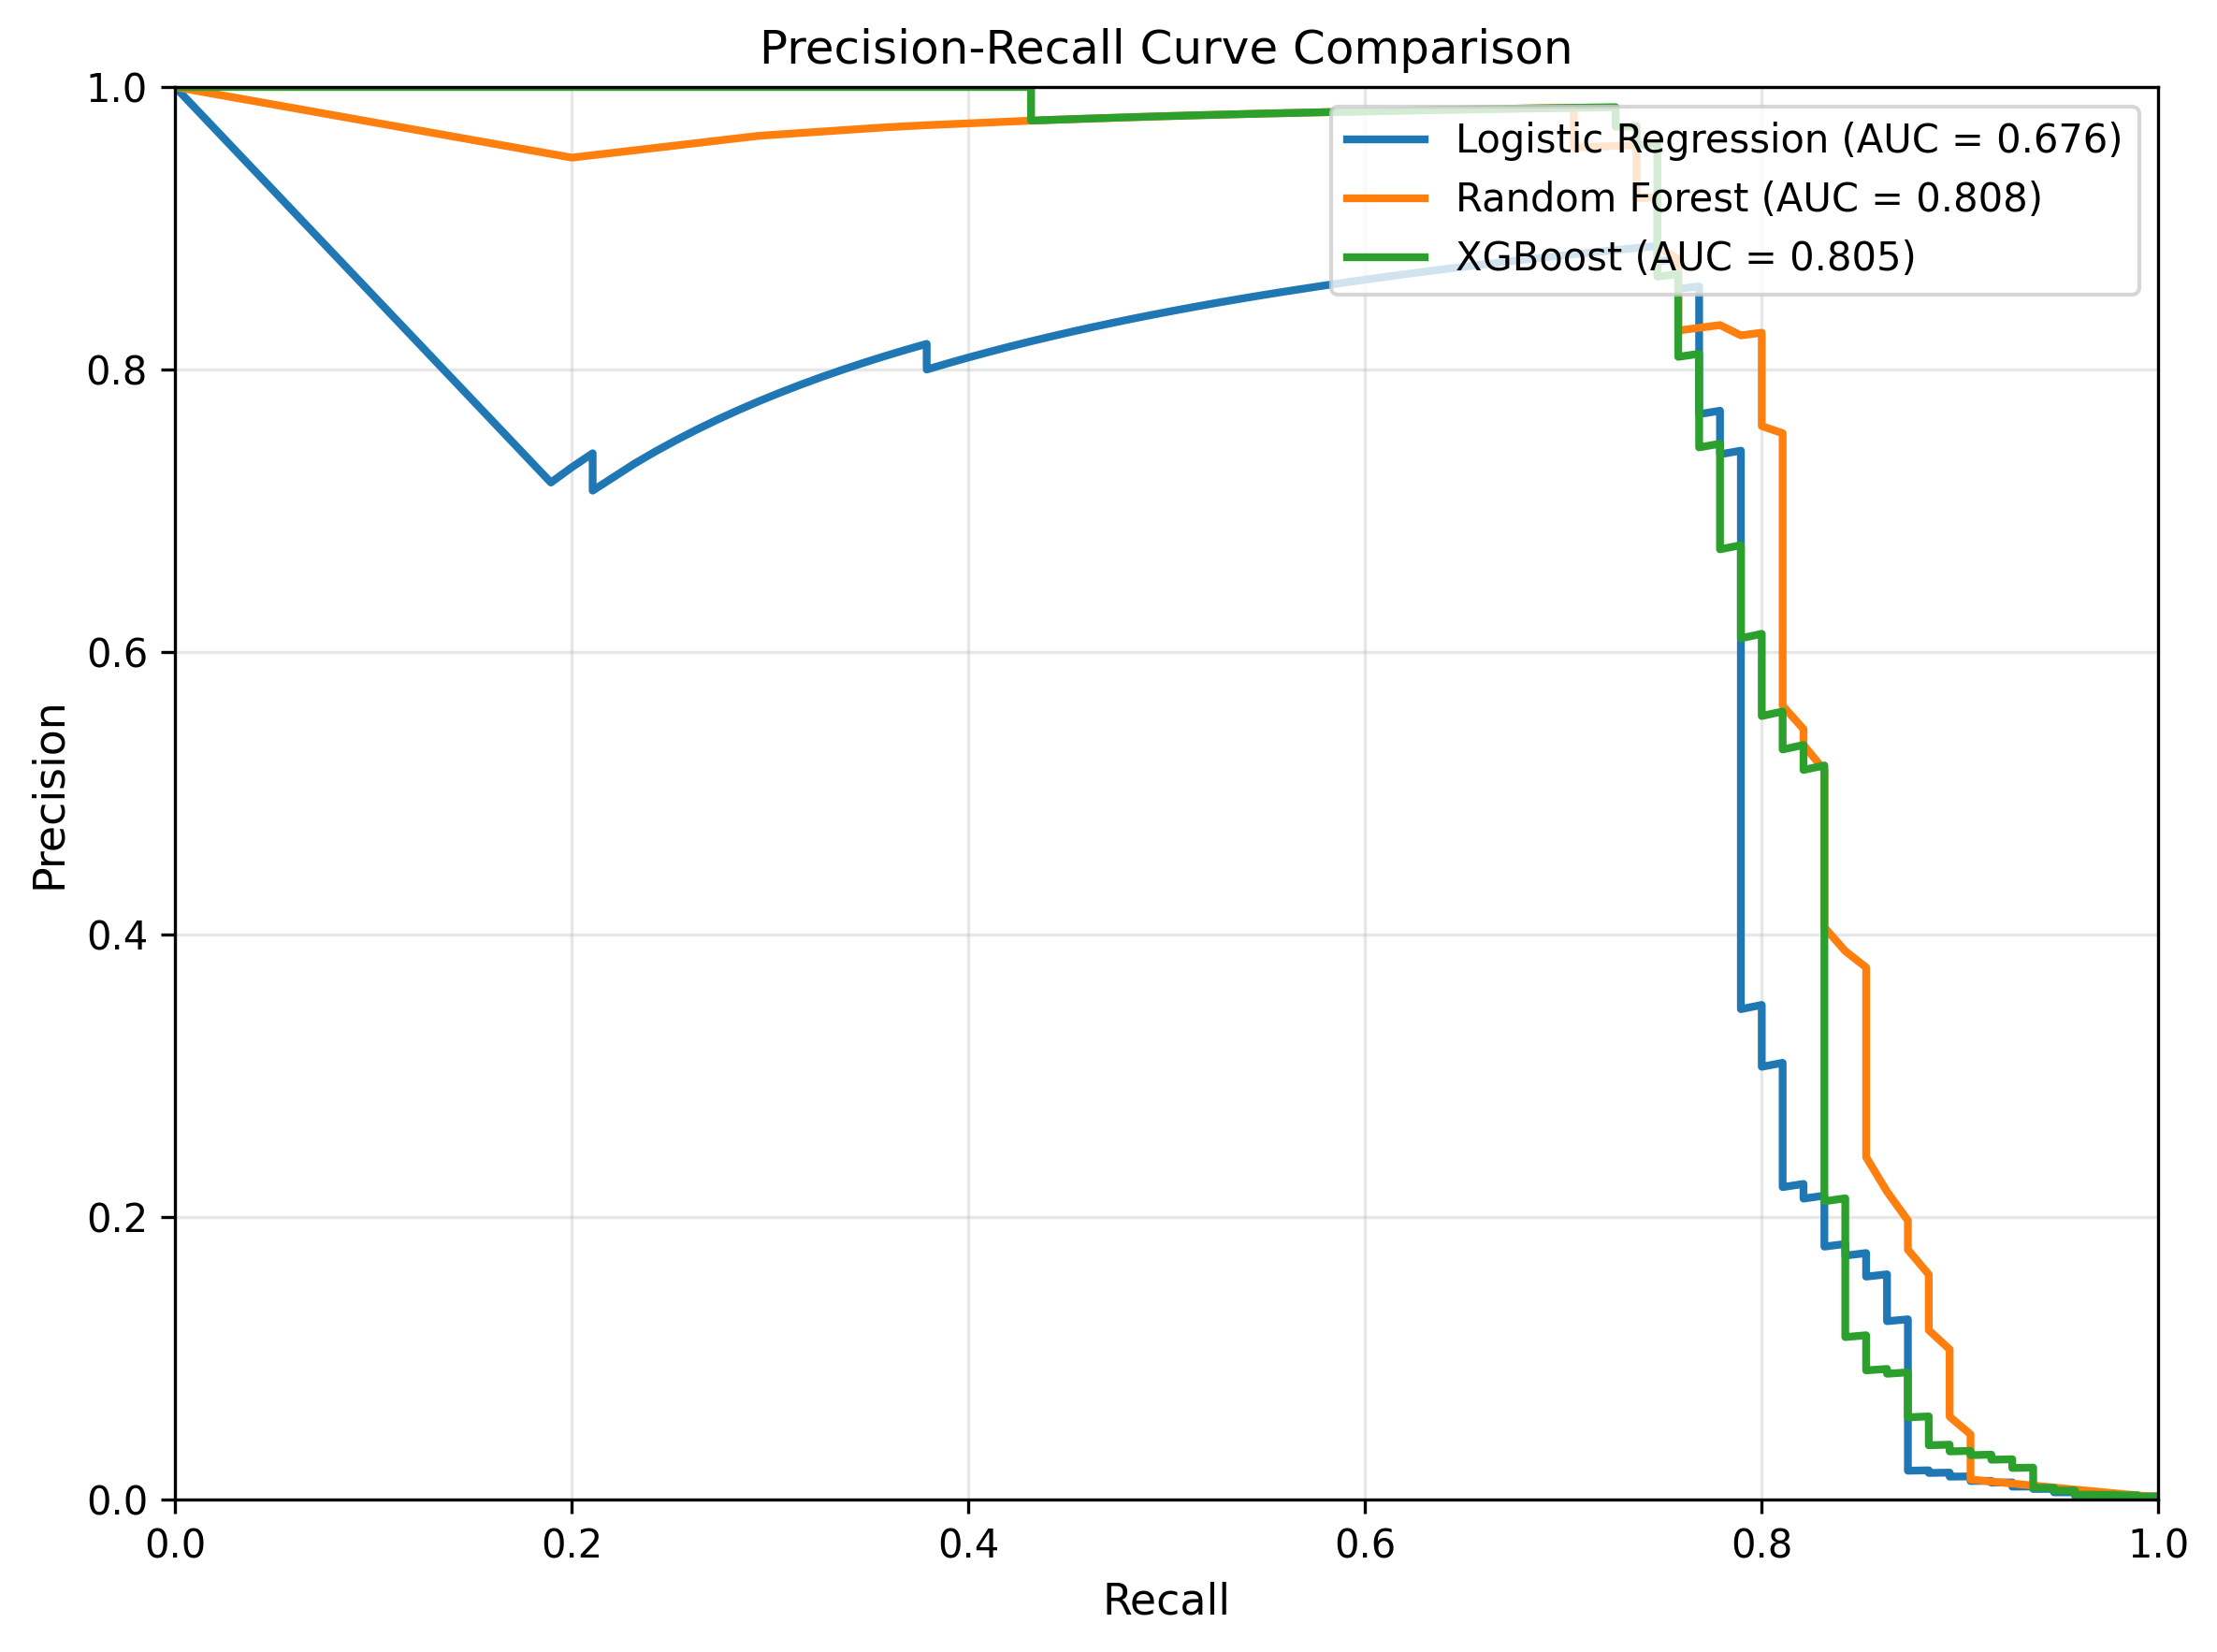 Precision-Recall Curve Comparison
Logistic Regression (AUC = 0.676)
Random Forest (AUC = 0.808)
XGBoost (AUC = 0.805)
Precision
1.0
0.8
0.6
0.4
0.2
0.0
0.0 0.2 0.4 0.6 0.8 1.0
Recall